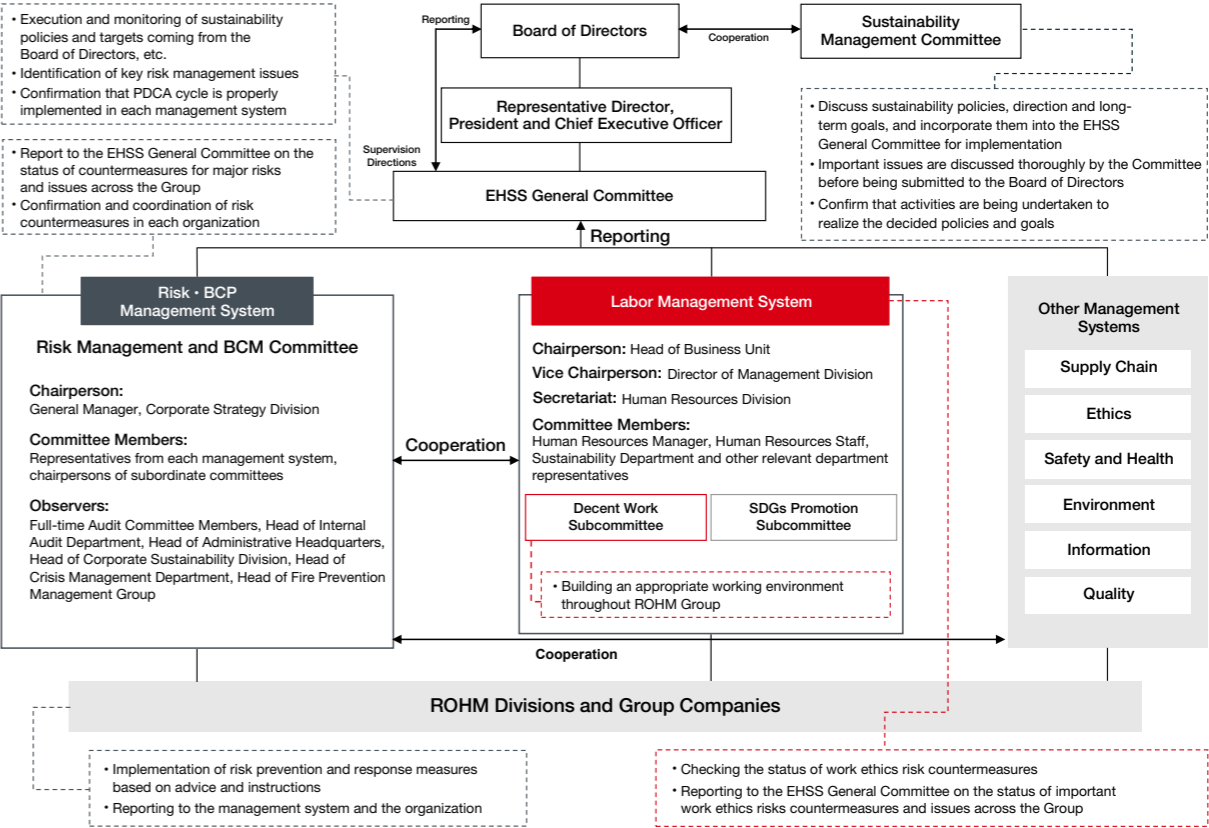 • Execution and monitoring of sustainability
policies and targets coming from the
Board of Directors, etc.
• Identification of key risk management issues
• Confirmation that PDCA cycle is properly
implemented in each management system
Reporting
Board of Directors
Cooperation
Sustainability
Management Committee
Representative Director,
President and Chief Executive Officer
• Discuss sustainability policies, direction and long-
term goals, and incorporate them into the EHSS
General Committee for implementation
• Important issues are discussed thoroughly by the Committee
before being submitted to the Board of Directors
• Confirm that activities are being undertaken to
realize the decided policies and goals
• Report to the EHSS General Committee on the
status of countermeasures for major risks
and issues across the Group
• Confirmation and coordination of risk
countermeasures in each organization
Supervision
Directions
EHSS General Committee
Reporting
Risk・BCP
Management System
Risk Management and BCM Committee
Chairperson:
General Manager, Corporate Strategy Division
Committee Members:
Representatives from each management system,
chairpersons of subordinate committees
Observers:
Full-time Audit Committee Members, Head of Internal
Audit Department, Head of Administrative Headquarters,
Head of Corporate Sustainability Division, Head of
Crisis Management Department, Head of Fire Prevention
Management Group
Cooperation
Labor Management System
Chairperson: Head of Business Unit
Vice Chairperson: Director of Management Division
Secretariat: Human Resources Division
Committee Members:
Human Resources Manager, Human Resources Staff,
Sustainability Department and other relevant department
representatives
Decent Work
Subcommittee
SDGs Promotion
Subcommittee
• Building an appropriate working environment
throughout ROHM Group
Other Management
Systems
Supply Chain
Ethics
Safety and Health
Environment
Information
Quality
Cooperation
ROHM Divisions and Group Companies
• Implementation of risk prevention and response measures
based on advice and instructions
• Reporting to the management system and the organization
• Checking the status of work ethics risk countermeasures
• Reporting to the EHSS General Committee on the status of important
work ethics risks countermeasures and issues across the Group